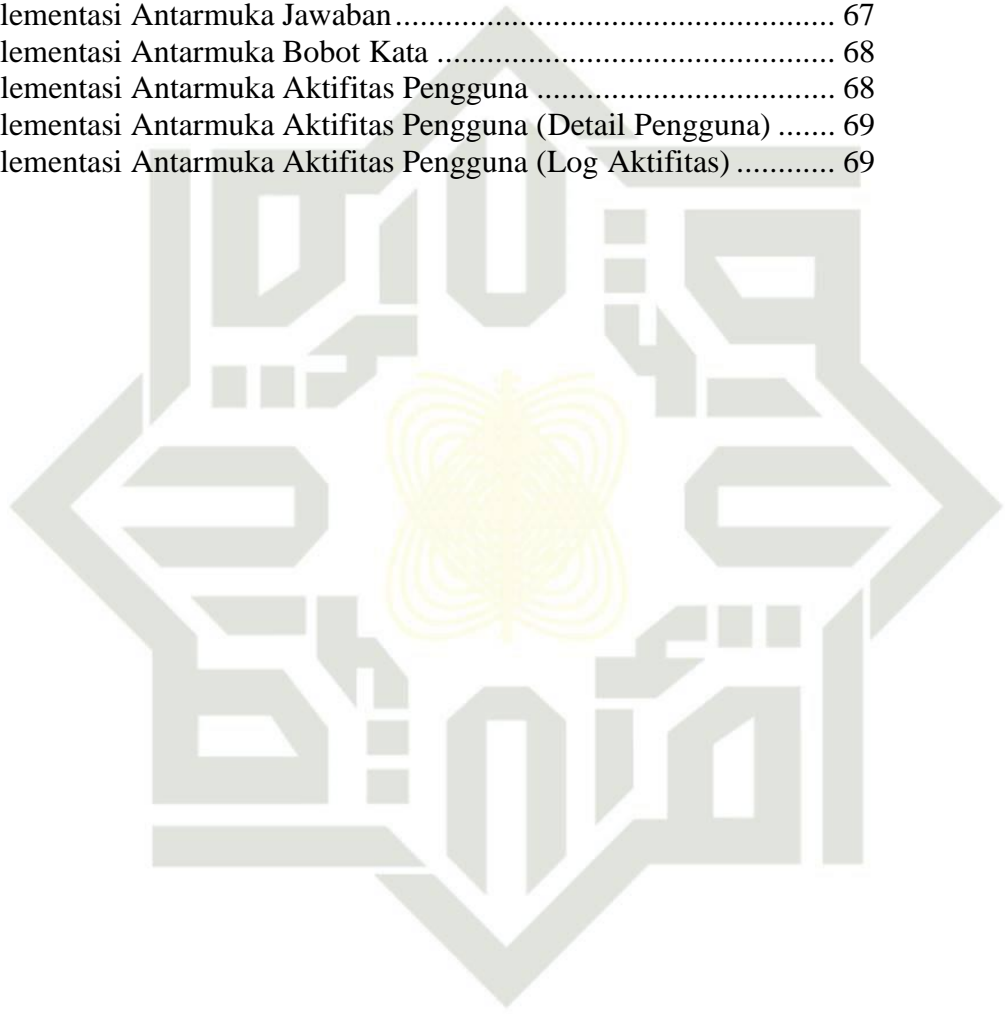 lementasi Antarmuka Jawaban....................................................... 67
lementasi Antarmuka Bobot Kata .................................................. 68
lementasi Antarmuka Aktifitas Pengguna ..................................... 68
lementasi Antarmuka Aktifitas Pengguna (Detail Pengguna) ....... 69
lementasi Antarmuka Aktifitas Pengguna (Log Aktifitas) ............ 69